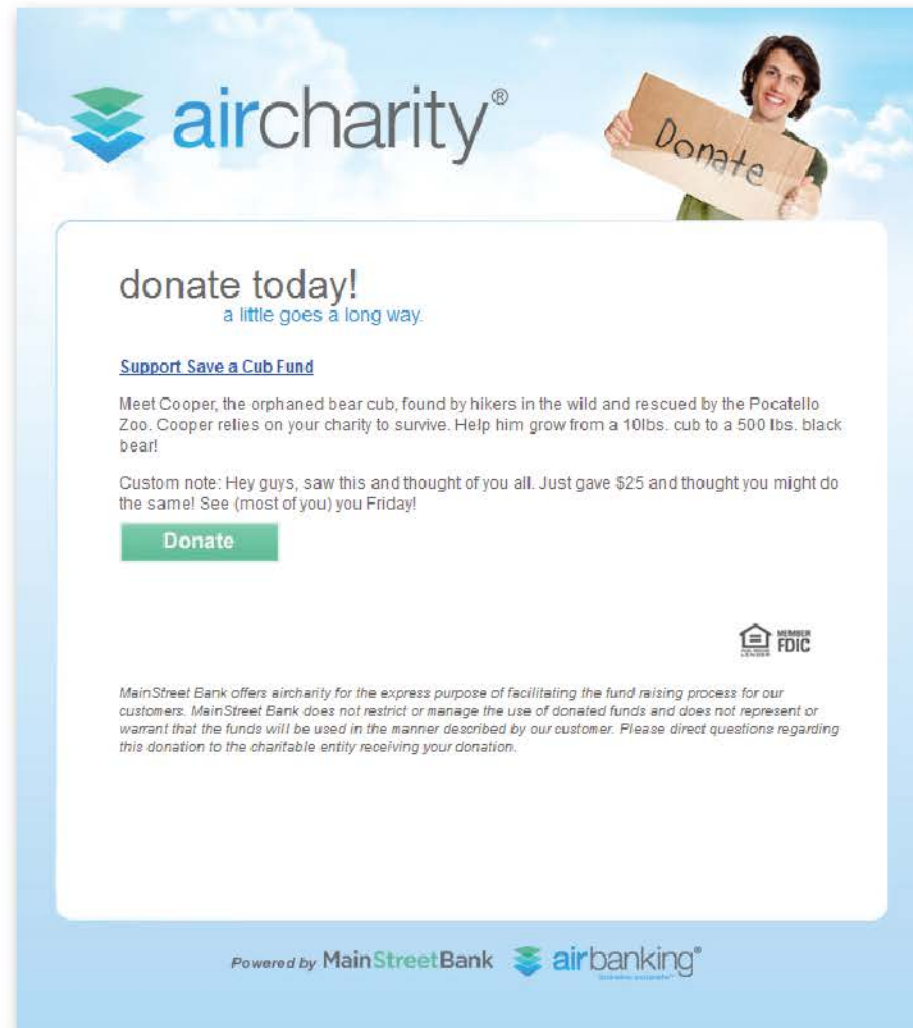 aircharity®
Donate
donate today!
a little goes a long way.
Support Save a Cub Fund
Meet Cooper, the orphaned bear cub, found by hikers in the wild and rescued by the Pocatello
Zoo. Cooper relies on your charity to survive. Help him grow from a 10lbs. cub to a 500 lbs. black
bear!
Custom note: Hey guys, saw this and thought of you all. Just gave $25 and thought you might do
the same! See (most of you) you Friday!
Donate
MEMBER
FDIC
MainStreet Bank offers aircharity for the express purpose of facilitating the fund raising process for our
customers. MainStreet Bank does not restrict or manage the use of donated funds and does not represent or
warrant that the funds will be used in the manner described by our customer. Please direct questions regarding
this donation to the charitable entity receiving your donation.
Powered by MainStreetBank airbanking®